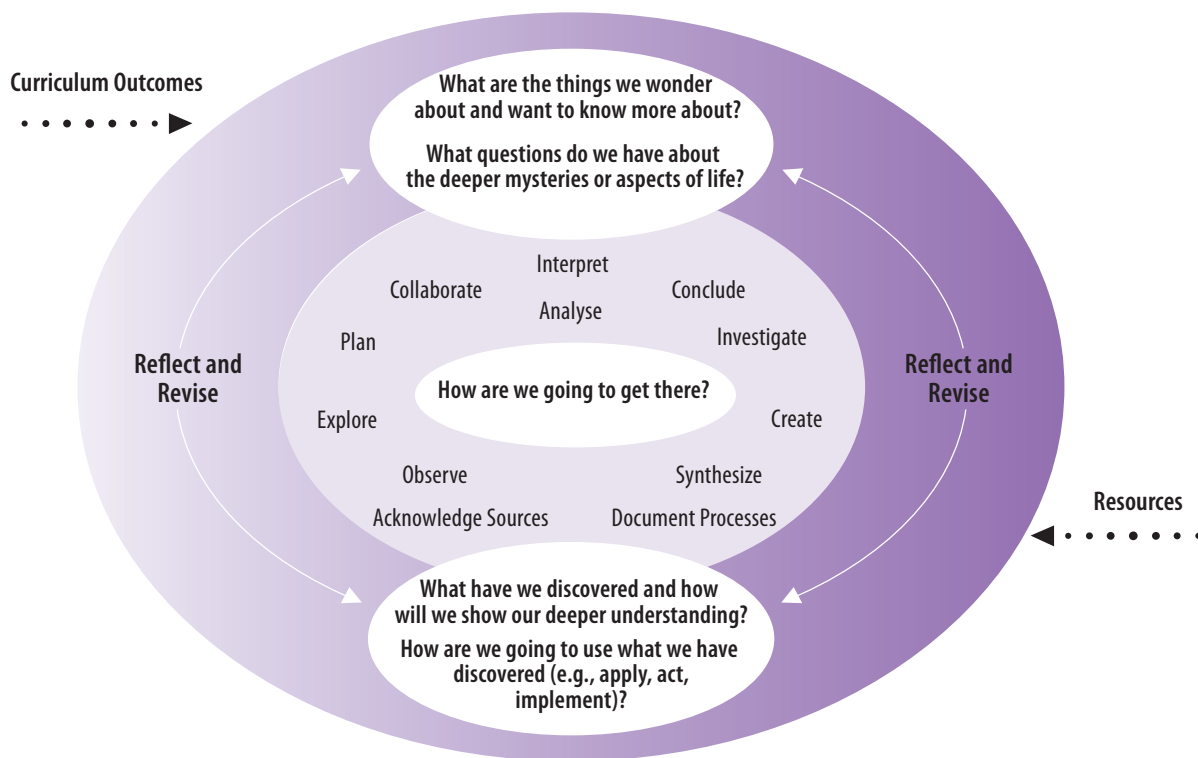 Curriculum Outcomes
What are the things we wonder
about and want to know more about?
What questions do we have about
the deeper mysteries or aspects of life?
Interpret
Collaborate
Conclude
Analyse
Plan
Investigate
Reflect and
Revise
How are we going to get there?
Reflect and
Revise
Explore
Create
Observe
Synthesize
Acknowledge Sources
Document Processes
Resources
What have we discovered and how
will we show our deeper understanding?
How are we going to use what we have
discovered (e.g., apply, act,
implement)?